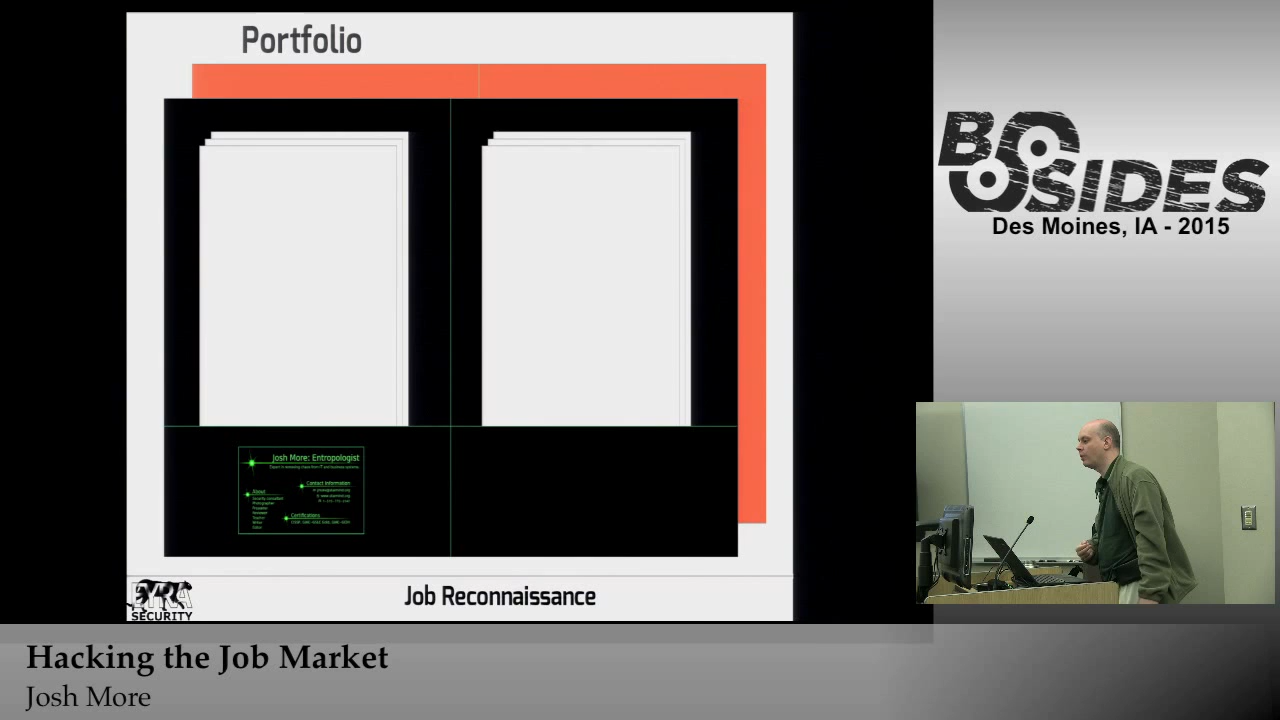 Portfolio
BSIDES
Des Moines, IA - 2015
Josh More: Entropologist
Contact Information
About
Certifications
EYRA
SECURITY
Job Reconnaissance
Hacking the Job Market
Josh More